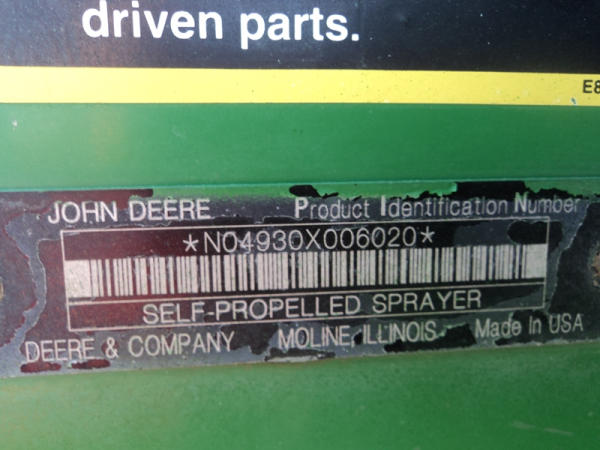 driven parts.
E8
JOHN DEERE Product Identification Number
*N04930X006020*
SELF-PROPELLED SPRAYER
DEERE & COMPANY MOLINE, ILLINOIS Made in USA